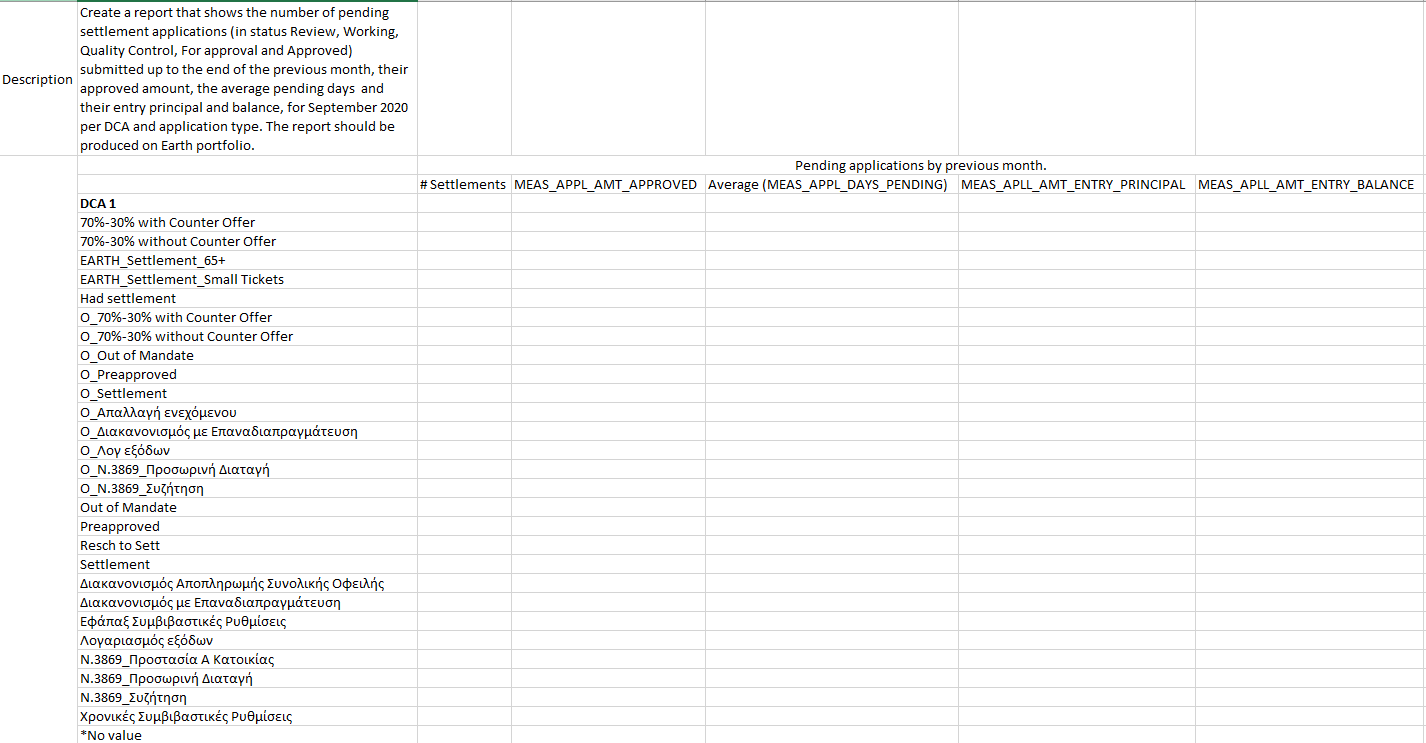 Create a report that shows the number of pending
settlement applications (in status Review, Working,
Quality Control, For approval and Approved)
submitted up to the end of the previous month, their
Description
approved amount, the average pending days  and
their entry principal and balance, for September 2020
per DCA and application type. The report should be
produced on Earth portfolio.
Pending applications by previous month.
# Settlements MEAS_APPL_AMT_APPROVED Average (MEAS_APPL_DAYS_PENDING) MEAS_APLL_AMT_ENTRY_PRINCIPAL MEAS_APLL_AMT_ENTRY_BALANCE
DCA 1
70%-30% with Counter Offer
70%-30% without Counter Offer
EARTH_Settlement_65+
EARTH_Settlement_Small Tickets
Had settlement
O_70%-30% with Counter Offer
O_70%-30% without Counter Offer
O_Out of Mandate
O_Preapproved
O_Settlement
O_Απαλλαγή ενεχόμενου
O_Διακανονισμός με Επαναδιαπραγμάτευση
O_Λογ εξόδων
O_Ν.3869_Προσωρινή Διαταγή
O_Ν.3869_Συζήτηση
Out of Mandate
Preapproved
Resch to Sett
Settlement
Διακανονισμός Αποπληρωμής Συνολικής Οφειλής
Διακανονισμός με Επαναδιαπραγμάτευση
Εφάπαξ Συμβιβαστικές Ρυθμίσεις
Λογαριασμός εξόδων
Ν.3869_Προστασία Α Κατοικίας
Ν.3869_Προσωρινή Διαταγή
Ν.3869_Συζήτηση
Χρονικές Συμβιβαστικές Ρυθμίσεις
*No value